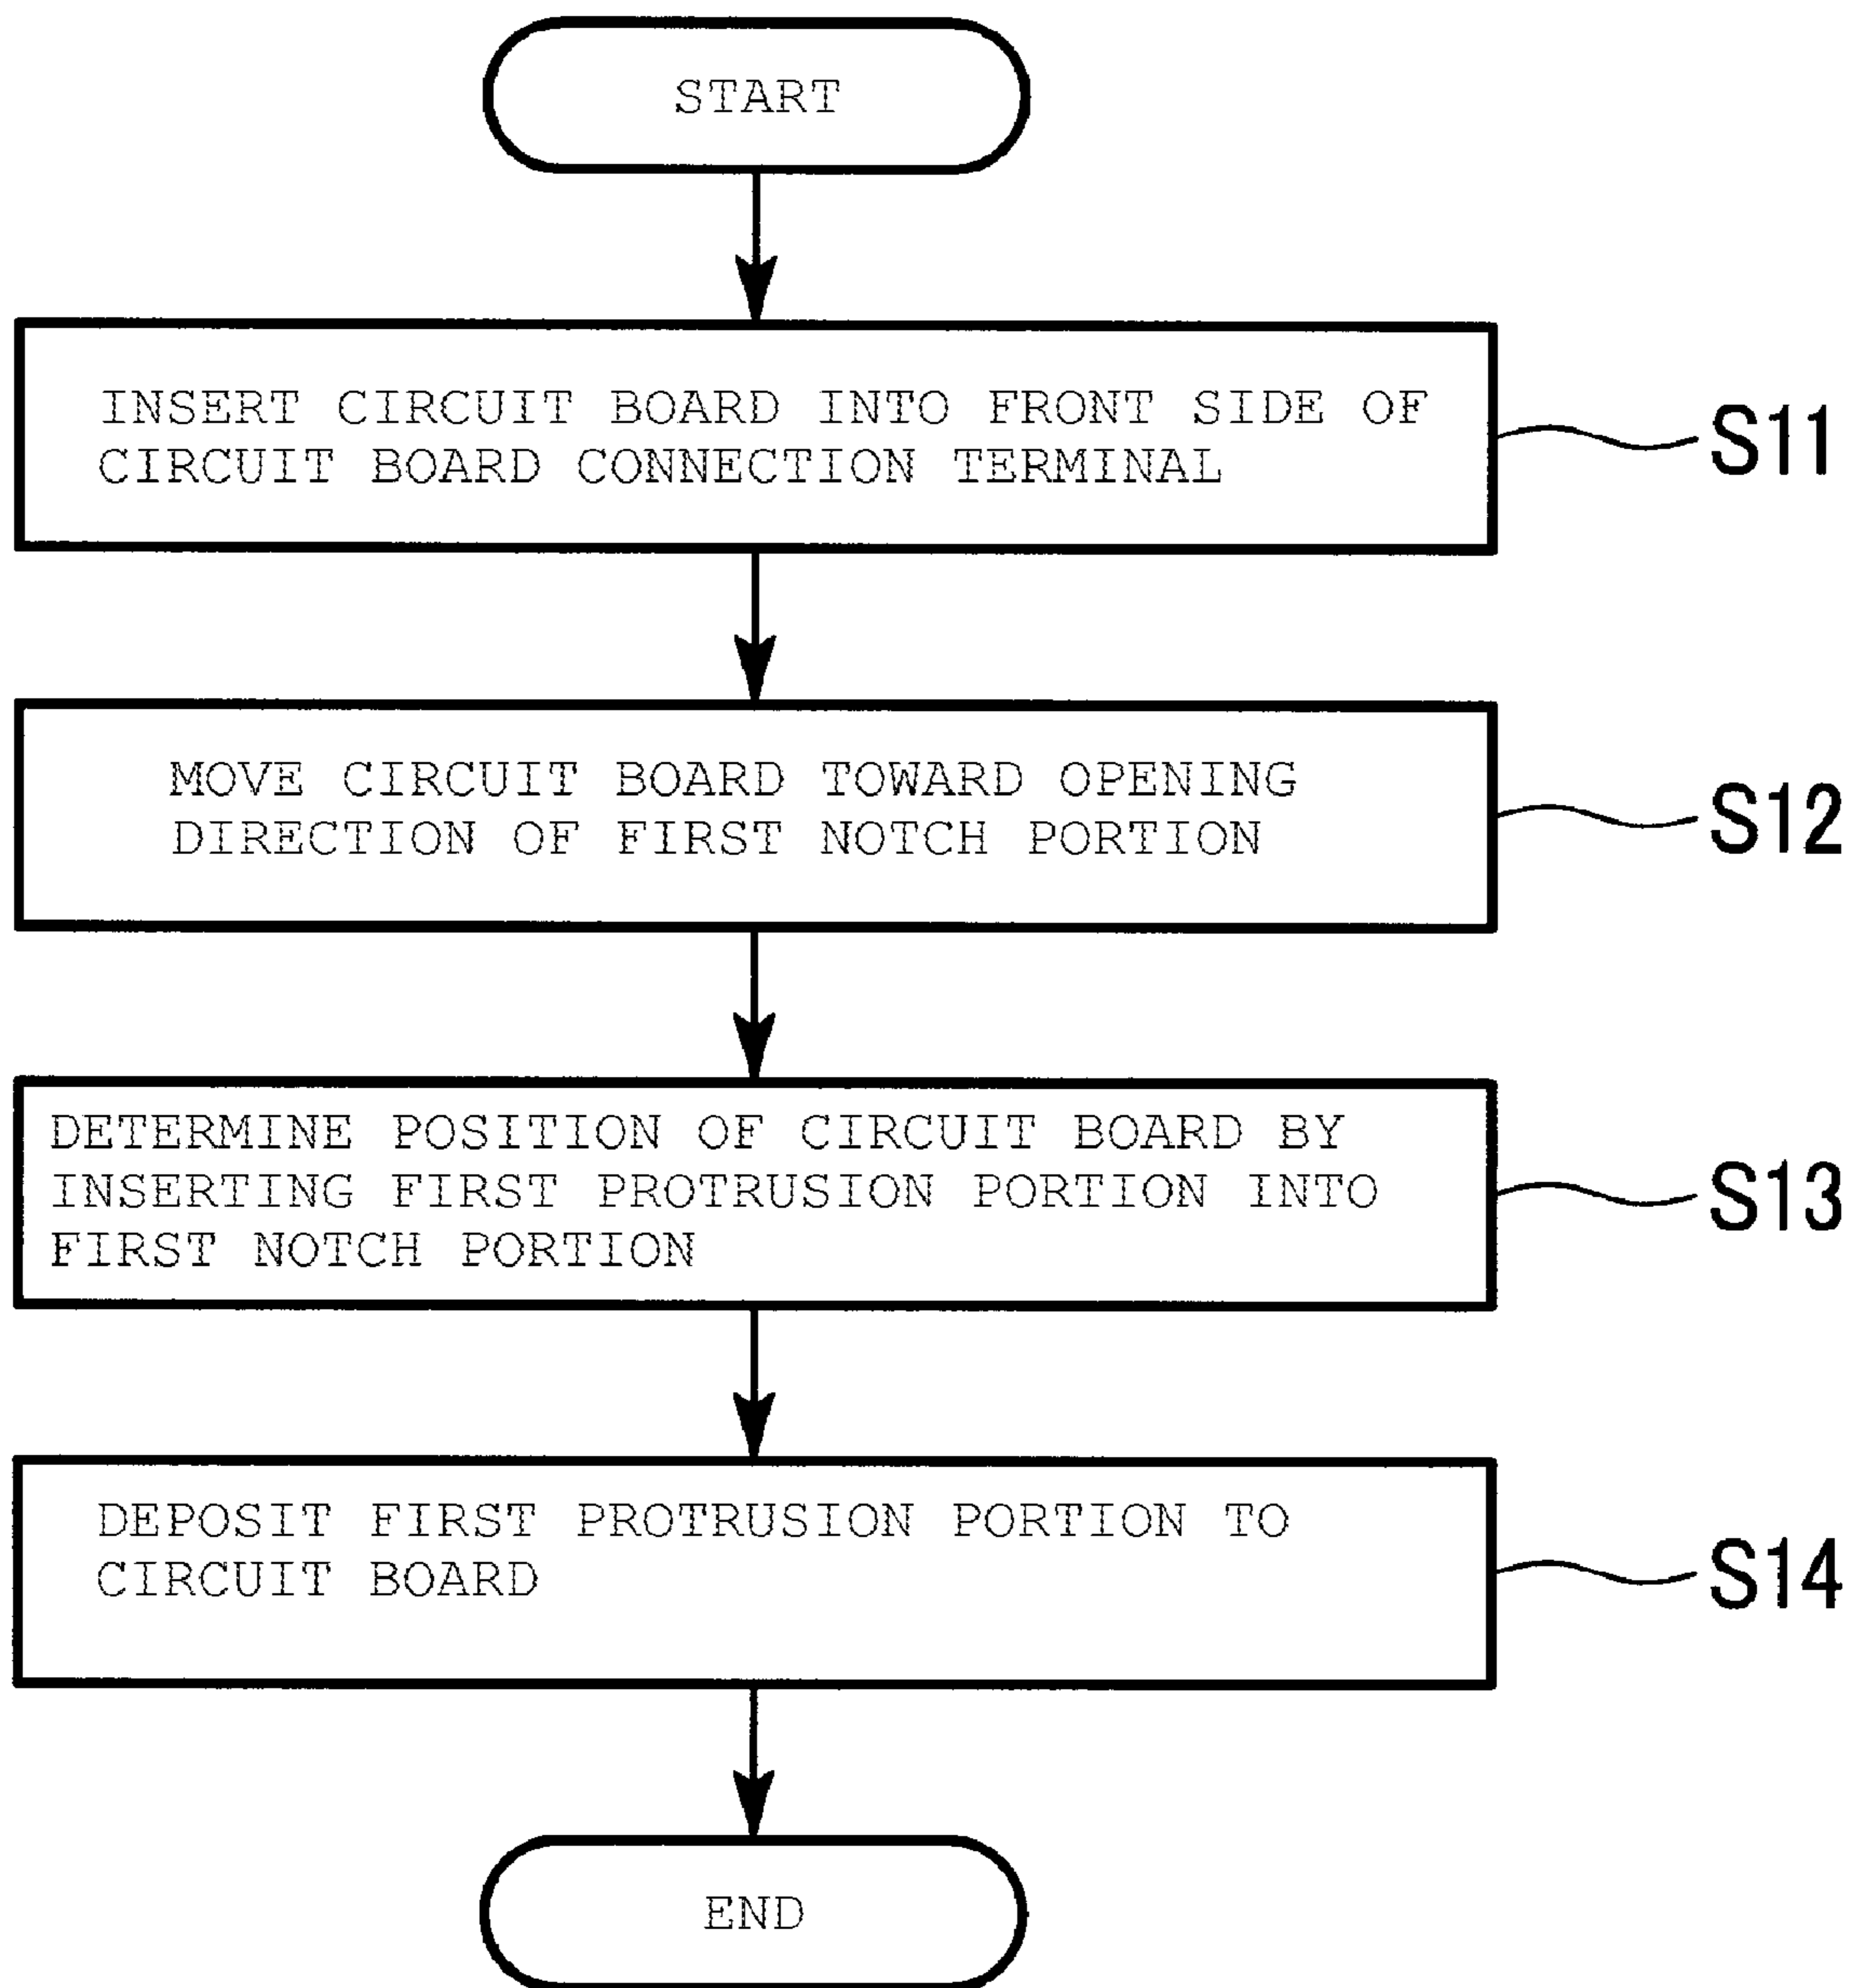 START
INSERT CIRCUIT BOARD INTO FRONT SIDE OF
CIRCUIT BOARD CONNECTION TERMINAL
S11
MOVE CIRCUIT BOARD TOWARD OPENING
DIRECTION OF FIRST NOTCH PORTION
S12
DETERMINE POSITION OF CIRCUIT BOARD BY
INSERTING FIRST PROTRUSION PORTION INTO
FIRST NOTCH PORTION
S13
DEPOSIT FIRST PROTRUSION PORTION TO
CIRCUIT BOARD
S14
END